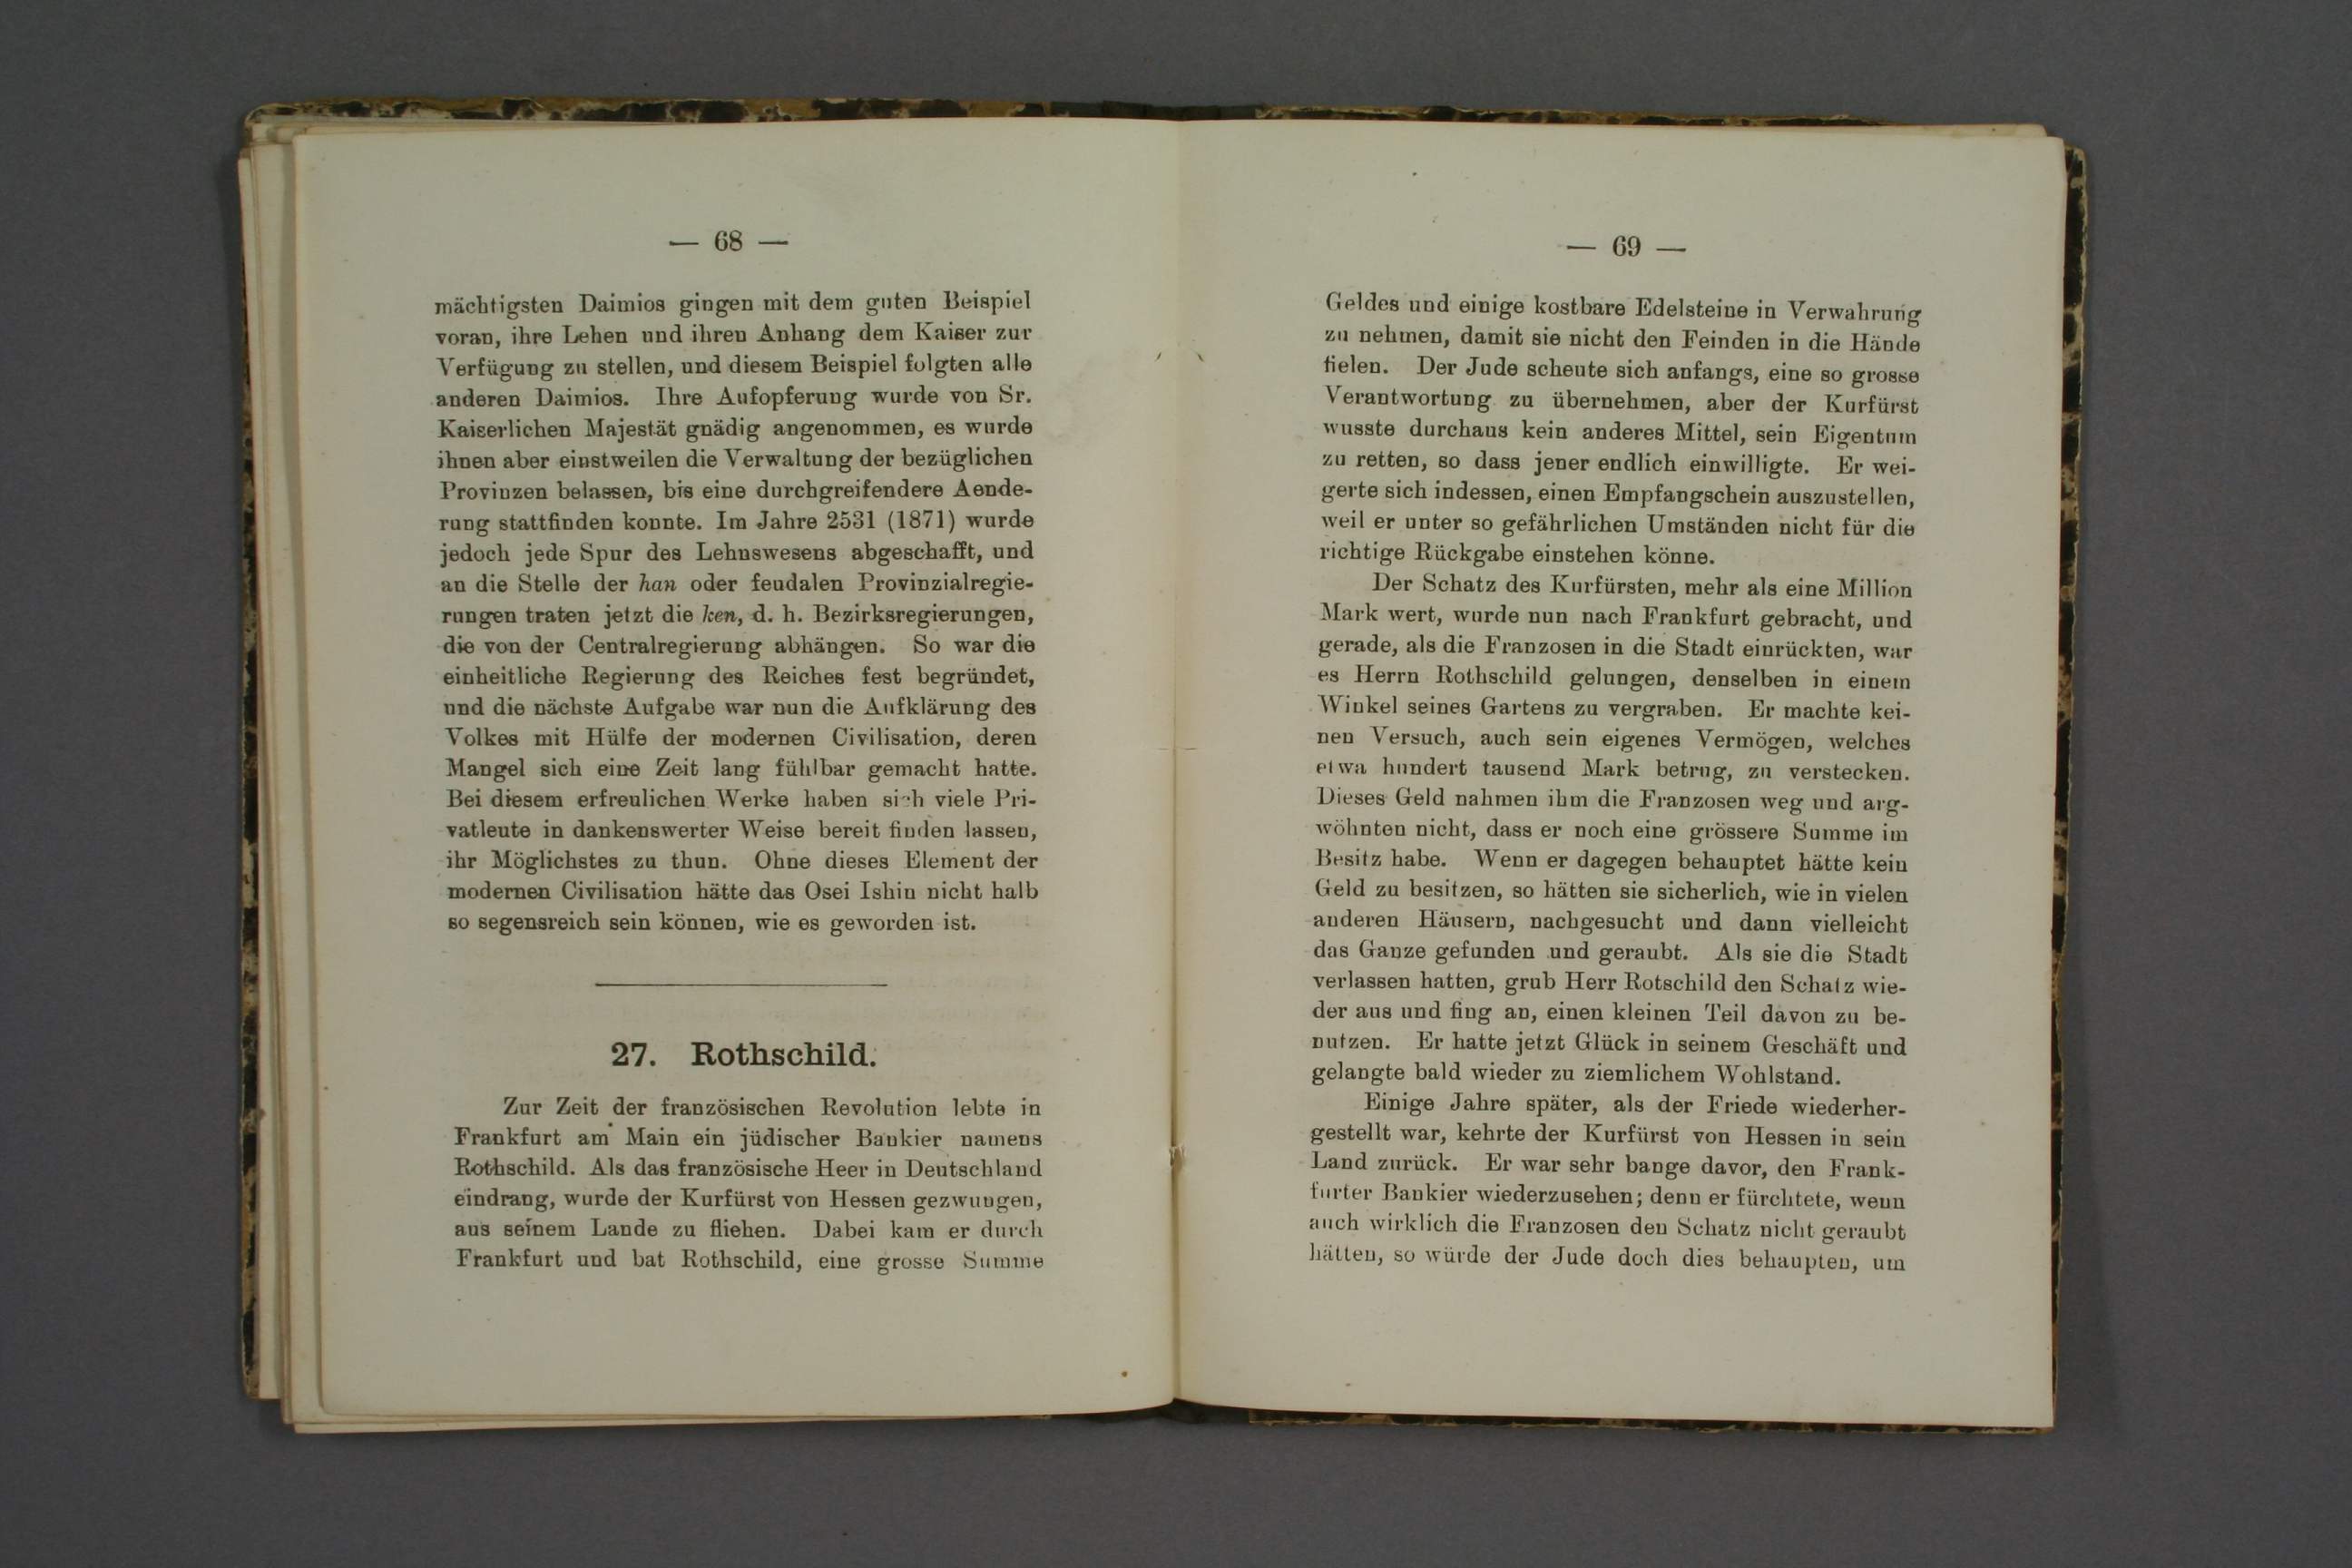 — 68 —
mächtigsten Daimios gingen mit dem guten Beispiel
voran, ihre Lehen und ihren Anhang dem Kaiser zur
Verfügung zu stellen, und diesem Beispiel folgten alle
anderen Daimios. Ihre Aufopferung wurde von Sr.
Kaiserlichen Majestät gnädig angenommen, es wurde
ihnen aber einstweilen die Verwaltung der bezüglichen
Provinzen belassen, bis eine durchgreifendere Aende-
rung stattfinden konnte. Im Jahre 2531 (1871) wurde
jedoch jede Spur des Lehnswesens abgeschafft, und
an die Stelle der han oder feudalen Provinzialregie-
rungen traten jetzt die ken, d. h. Bezirksregierungen,
die von der Centralregierung abhängen. So war die
einheitliche Regierung des Reiches fest begründet,
und die nächste Aufgabe war nun die Aufklärung des
Volkes mit Hülfe der modernen Civilisation, deren
Mangel sich eine Zeit lang fühlbar gemacht hatte.
Bei diesem erfreulichen Werke haben sich viele Pri-
vatleute in dankenswerter Weise bereit finden lassen,
ihr Möglichstes zu thun. Ohne dieses Element der
modernen Civilisation hätte das Osei Ishin nicht halb
so segensreich sein können, wie es geworden ist.
27. Rothschild.
Zur Zeit der französischen Revolution lebte in
Frankfurt am Main ein jüdischer Bankier namens
Rothschild. Als das französische Heer in Deutschland
eindrang, wurde der Kurfürst von Hessen gezwungen,
aus seinem Lande zu fliehen. Dabei kam er durch
Frankfurt und bat Rothschild, eine grosse Summe
— 69 —
Geldes und einige kostbare Edelsteine in Verwahrung
zu nehmen, damit sie nicht den Feinden in die Hände
fielen. Der Jude scheute sich anfangs, eine so grosse
Verantwortung zu übernehmen, aber der Kurfürst
wusste durchaus kein anderes Mittel, sein Eigentum
zu retten, so dass jener endlich einwilligte. Er wei-
gerte sich indessen, einen Empfangschein auszustellen,
weil er unter so gefährlichen Umständen nicht für die
richtige Rückgabe einstehen könne.
Der Schatz des Kurfürsten, mehr als eine Million
Mark wert, wurde nun nach Frankfurt gebracht, und
gerade, als die Franzosen in die Stadt einrückten, war
es Herrn Rothschild gelungen, denselben in einem
Winkel seines Gartens zu vergraben. Er machte kei-
nen Versuch, auch sein eigenes Vermögen, welches
etwa hundert tausend Mark betrug, zu verstecken.
Dieses Geld nahmen ihm die Franzosen weg und arg-
wöhnten nicht, dass er noch eine grössere Summe im
Besitz habe. Wenn er dagegen behauptet hätte kein
Geld zu besitzen, so hätten sie sicherlich, wie in vielen
anderen Häusern, nachgesucht und dann vielleicht
das Ganze gefunden und geraubt. Als sie die Stadt
verlassen hatten, grub Herr Rotschild den Schatz wie-
der aus und fing an, einen kleinen Teil davon zu be-
nutzen. Er hatte jetzt Glück in seinem Geschäft und
gelangte bald wieder zu ziemlichem Wohlstand.
Einige Jahre später, als der Friede wiederher-
gestellt war, kehrte der Kurfürst von Hessen in sein
Land zurück. Er war sehr bange davor, den Frank-
furter Bankier wiederzusehen; denn er fürchtete, wenn
auch wirklich die Franzosen den Schatz nicht geraubt
hätten, so würde der Jude doch dies behaupten, um